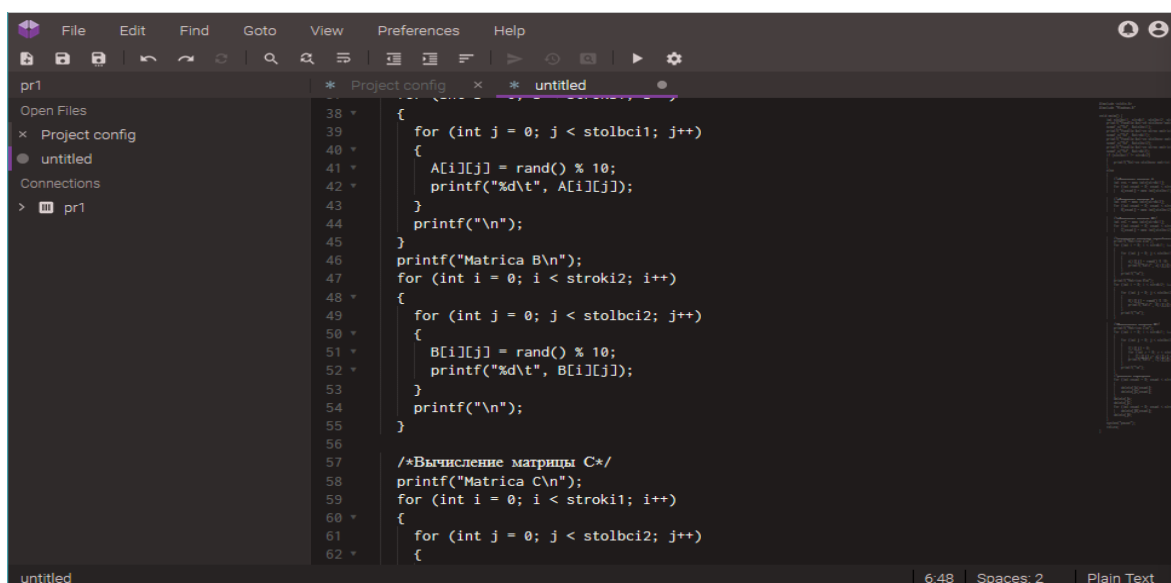 File Edit Find Goto View Preferences Help
pr1
* Project config × * untitled
Open Files
× Project config
untitled
Connections
> pr1
38 {
39 for (int j = 0; j < stolbci1; j++)
40 {
41 A[i][j] = rand() % 10;
42 printf("%d\t", A[i][j]);
43 }
44 printf("\n");
45 }
46 printf("Matrica B\n");
47 for (int i = 0; i < stroki2; i++)
48 {
49 for (int j = 0; j < stolbci2; j++)
50 {
51 B[i][j] = rand() % 10;
52 printf("%d\t", B[i][j]);
53 }
54 printf("\n");
55 }
56
57 /*Вычисление матрицы С*/
58 printf("Matrica C\n");
59 for (int i = 0; i < stroki1; i++)
60 {
61 for (int j = 0; j < stolbci2; j++)
62 {
untitled 6:48 Spaces: 2 Plain Text